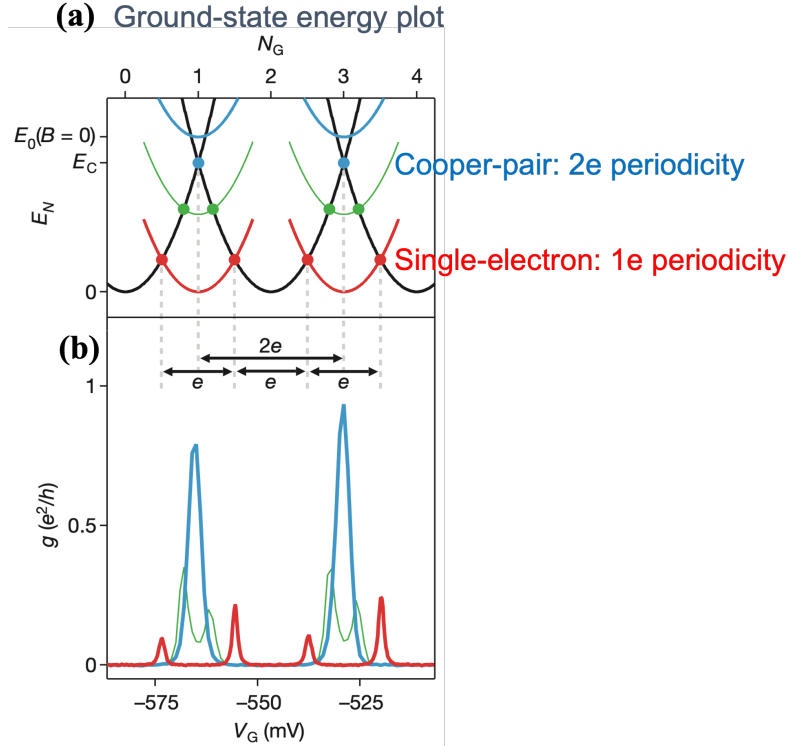 (a) Ground-state energy plot
N_G
0 1 2 3 4
E_0(B = 0)
E_C
Cooper-pair: 2e periodicity
E_N
Single-electron: 1e periodicity
0
(b)
2e
e e e
1
g (e^2/h)
0.5
0
–575 –550 –525
V_G (mV)